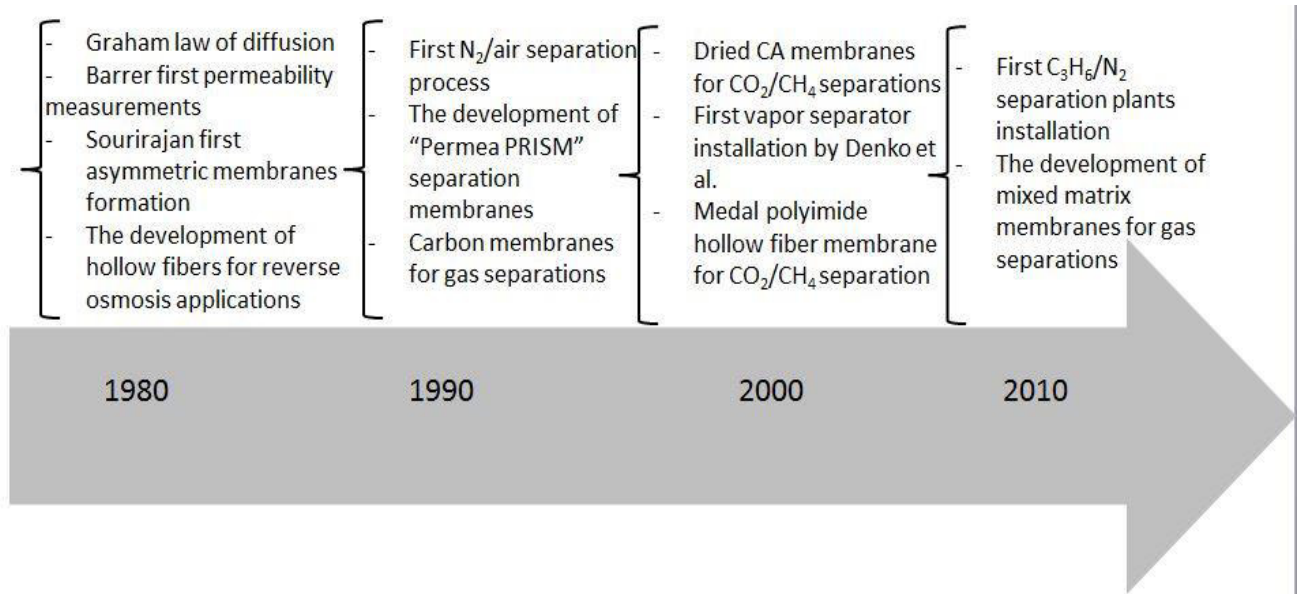 - Graham law of diffusion
- Barrer first permeability
measurements
- Sourirajan first
asymmetric membranes
formation
- The development of
hollow fibers for reverse
osmosis applications
- First N₂/air separation
process
- The development of
“Permea PRISM”
separation
membranes
- Carbon membranes
for gas separations
- Dried CA membranes
for CO₂/CH₄ separations
- First vapor separator
installation by Denko et
al.
- Medal polyimide
hollow fiber membrane
for CO₂/CH₄ separation
- First C₃H₆/N₂
separation plants
installation
- The development of
mixed matrix
membranes for gas
separations
1980
1990
2000
2010